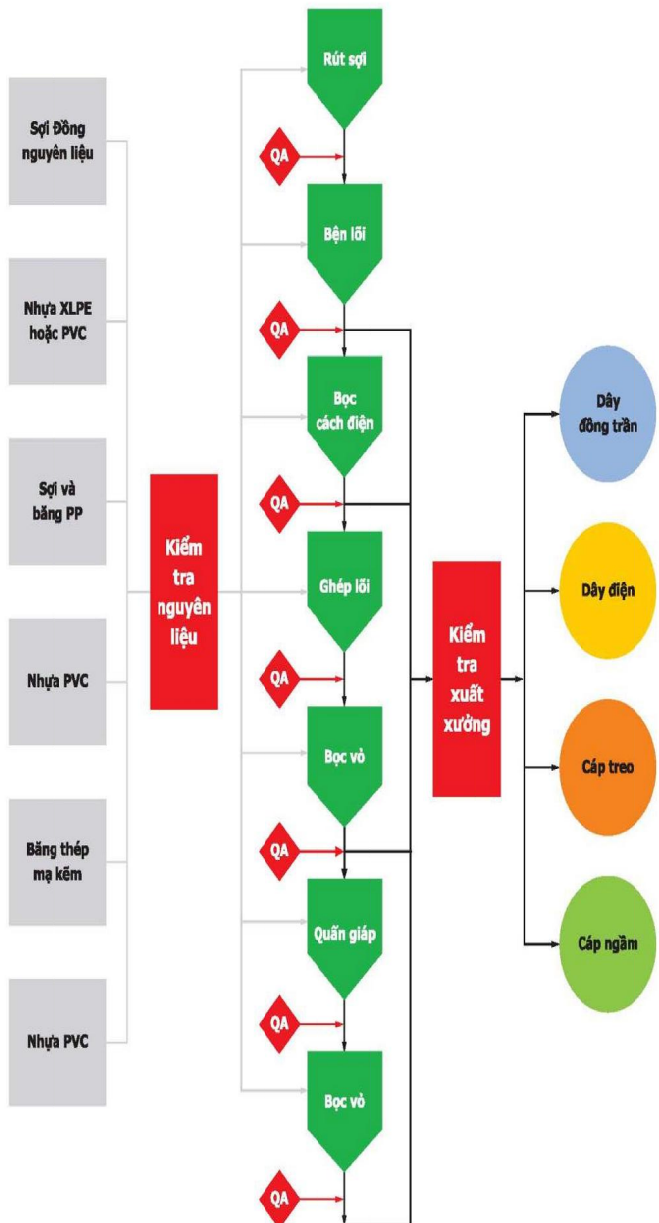 Sợi Đồng
nguyên liệu
Nhựa XLPE
hoặc PVC
Sợi và
băng PP
Nhựa PVC
Băng thép
mạ kẽm
Nhựa PVC
Kiểm
tra
nguyên
liệu
Rút sợi
QA
Bện lõi
QA
Bọc
cách điện
QA
Ghép lõi
QA
Bọc vỏ
QA
Quấn giáp
QA
Bọc vỏ
QA
Kiểm
tra
xuất
xưởng
Dây
đồng trần
Dây điện
Cáp treo
Cáp ngầm